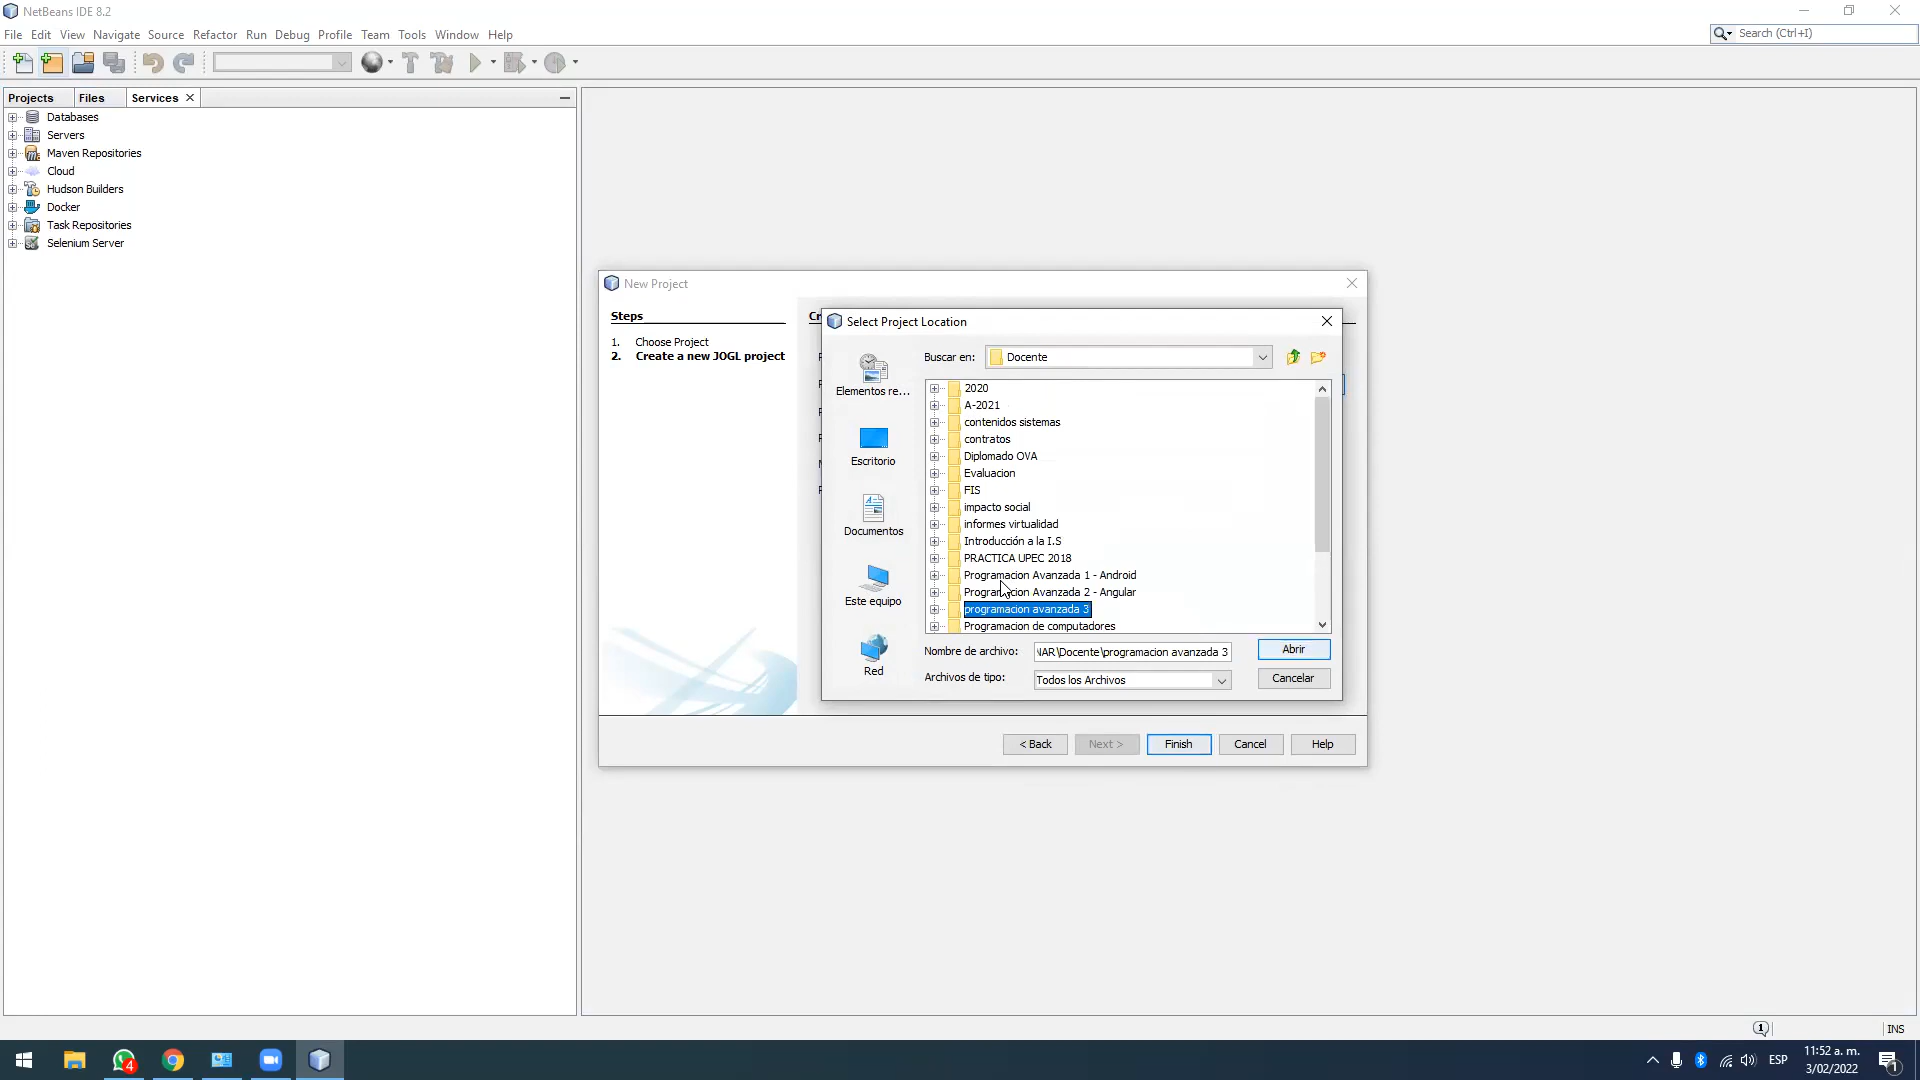 NetBeans IDE 8.2
File Edit View Navigate Source Refactor Run Debug Profile Team Tools Window Help
Search (Ctrl+I)
Projects Files Services
Databases
Servers
Maven Repositories
Cloud
Hudson Builders
Docker
Task Repositories
Selenium Server
New Project
Steps
1. Choose Project
2. Create a new JOGL project
Select Project Location
Buscar en: Docente
Elementos re...
Escritorio
Documentos
Este equipo
Red
2020
A-2021
contenidos sistemas
contratos
Diplomado OVA
Evaluacion
FIS
impacto social
informes virtualidad
Introducción a la I.S
PRACTICA UPEC 2018
Programacion Avanzada 1 - Android
Programacion Avanzada 2 - Angular
programacion avanzada 3
Programacion de computadores
Nombre de archivo: \Docente\programacion avanzada 3 Abrir
Archivos de tipo: Todos los Archivos Cancelar
< Back Next > Finish Cancel Help
1 INS
4 ESP 11:52 a. m.
3/02/2022 1